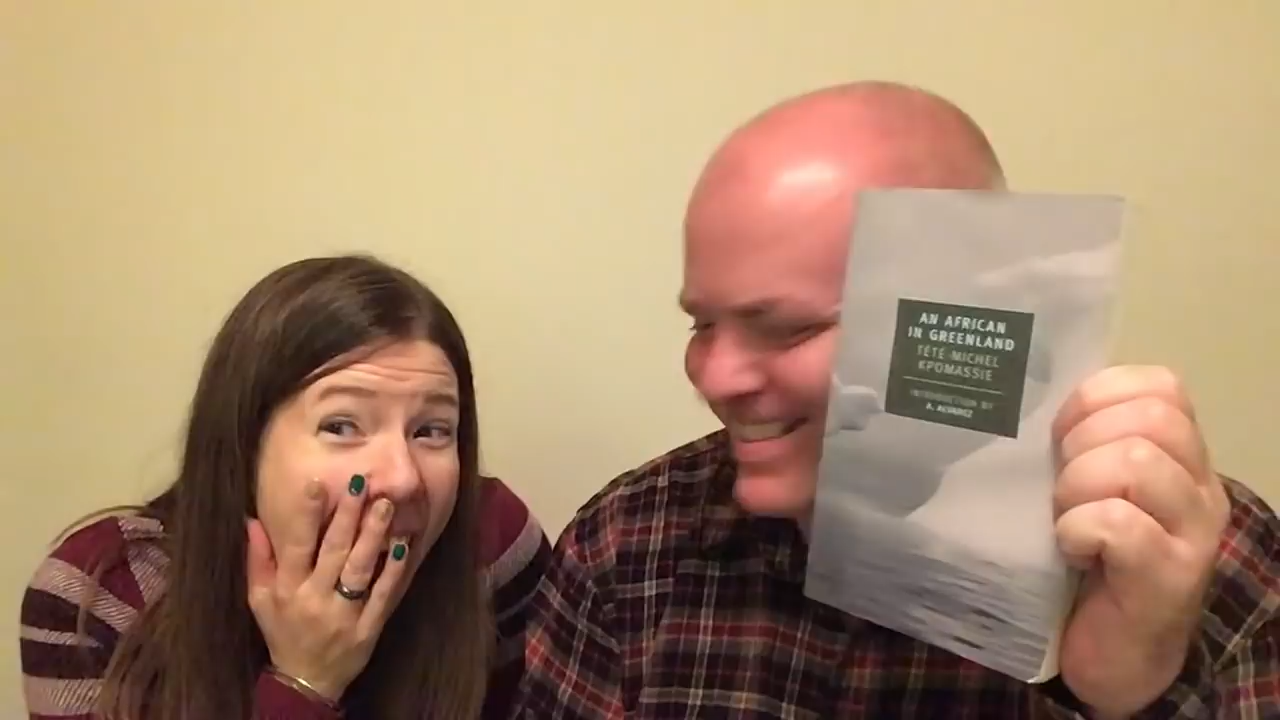 AN AFRICAN
IN GREENLAND
TÉTÉ-MICHEL
KPOMASSIE
INTRODUCTION BY
A. ALVAREZ